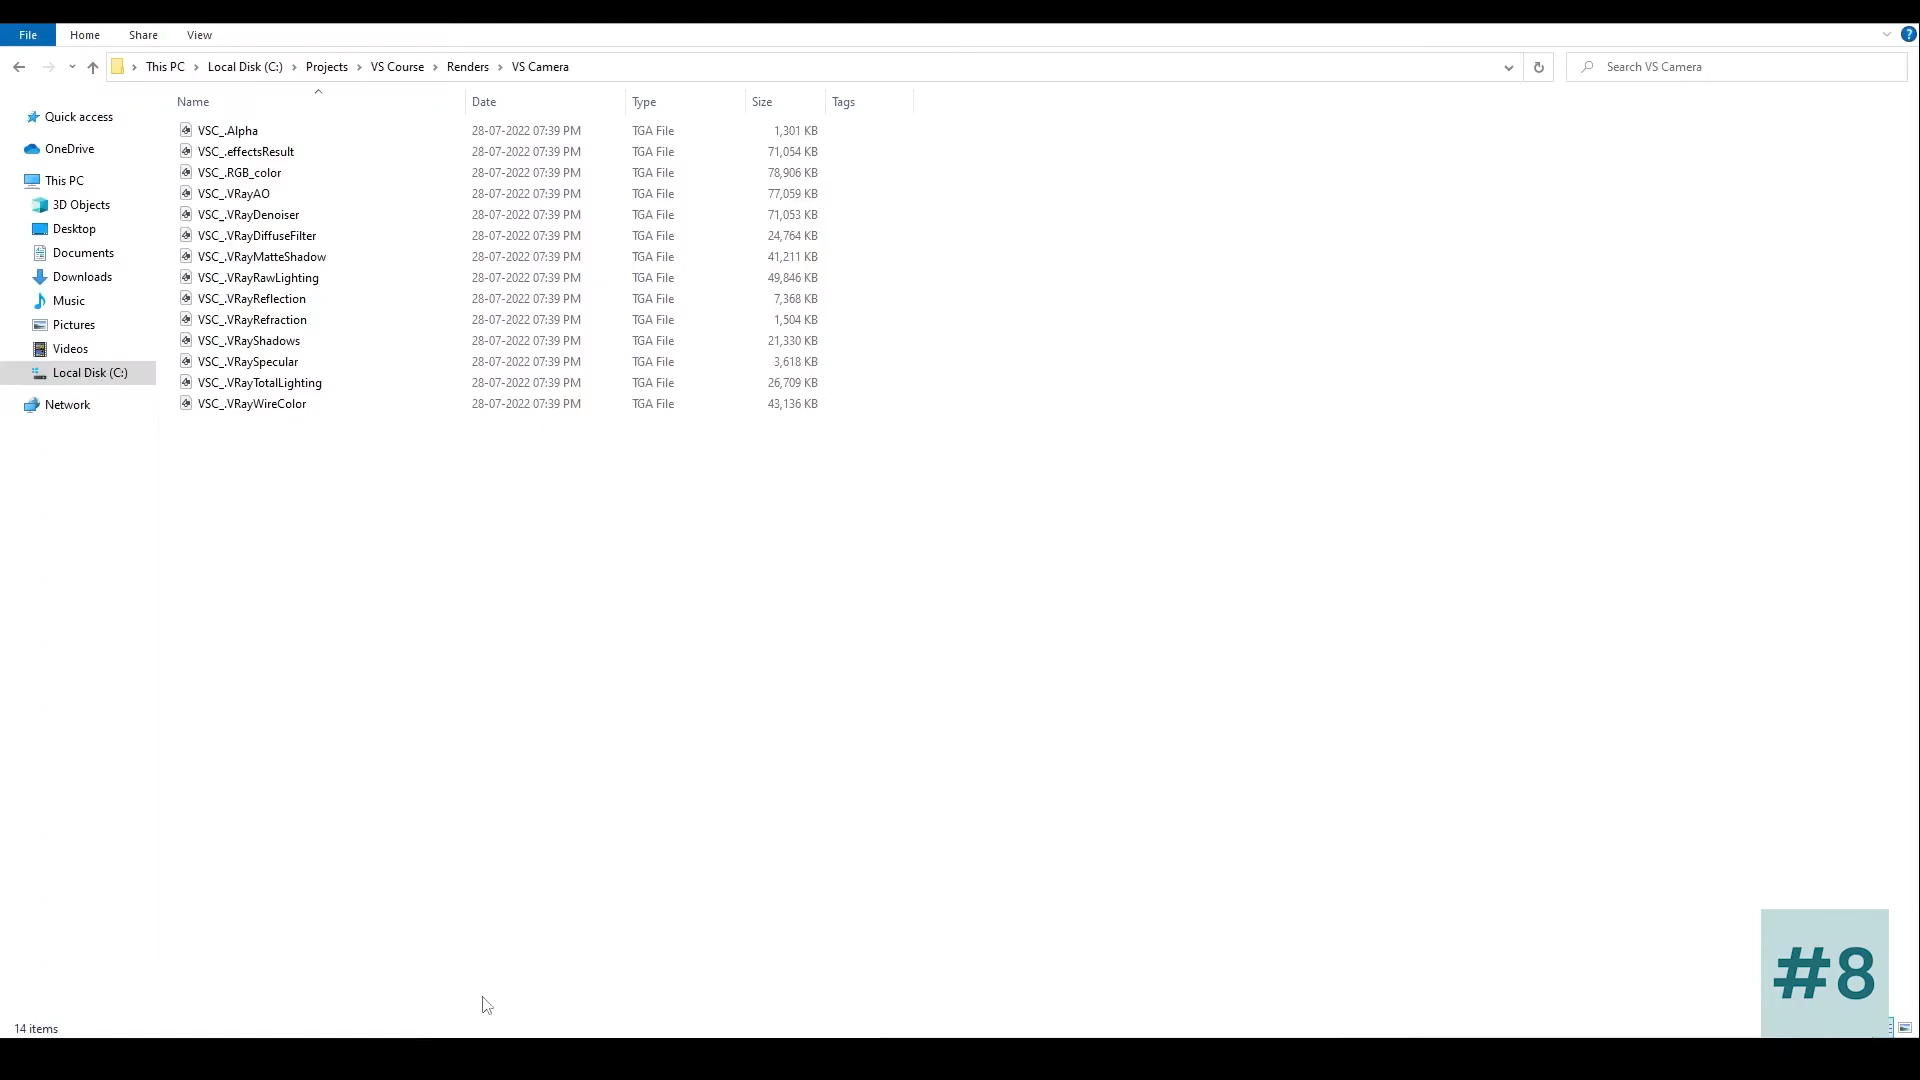 File Home Share View
This PC Local Disk (C:) Projects VS Course Renders VS Camera Search VS Camera
Quick access
OneDrive
This PC
3D Objects
Desktop
Documents
Downloads
Music
Pictures
Videos
Local Disk (C:)
Network
Name Date Type Size Tags
VSC_.Alpha 28-07-2022 07:39 PM TGA File 1,301 KB
VSC_.effectsResult 28-07-2022 07:39 PM TGA File 71,054 KB
VSC_.RGB_color 28-07-2022 07:39 PM TGA File 78,906 KB
VSC_.VRayAO 28-07-2022 07:39 PM TGA File 77,059 KB
VSC_.VRayDenoiser 28-07-2022 07:39 PM TGA File 71,053 KB
VSC_.VRayDiffuseFilter 28-07-2022 07:39 PM TGA File 24,764 KB
VSC_.VRayMatteShadow 28-07-2022 07:39 PM TGA File 41,211 KB
VSC_.VRayRawLighting 28-07-2022 07:39 PM TGA File 49,846 KB
VSC_.VRayReflection 28-07-2022 07:39 PM TGA File 7,368 KB
VSC_.VRayRefraction 28-07-2022 07:39 PM TGA File 1,504 KB
VSC_.VRayShadows 28-07-2022 07:39 PM TGA File 21,330 KB
VSC_.VRaySpecular 28-07-2022 07:39 PM TGA File 3,618 KB
VSC_.VRayTotalLighting 28-07-2022 07:39 PM TGA File 26,709 KB
VSC_.VRayWireColor 28-07-2022 07:39 PM TGA File 43,136 KB
#8
14 items